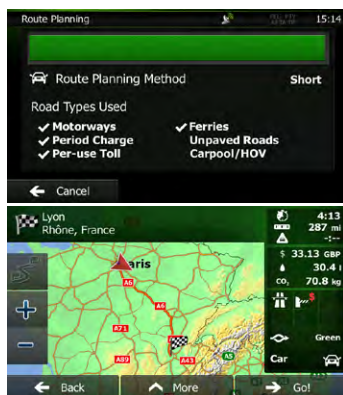 Route Planning
15:14
Route Planning Method
Short
Road Types Used
Motorways
Ferries
Period Charge
Unpaved Roads
Per-use Toll
Carpool/HOV
Cancel
Lyon
Rhône, France
4:13
287 mi
-:--
$ 33.13 GBP
30.4 l
CO₂ 70.8 kg
aris
A6
A6
A71
A89
A43
A5
Green
Car
Back
More
Go!